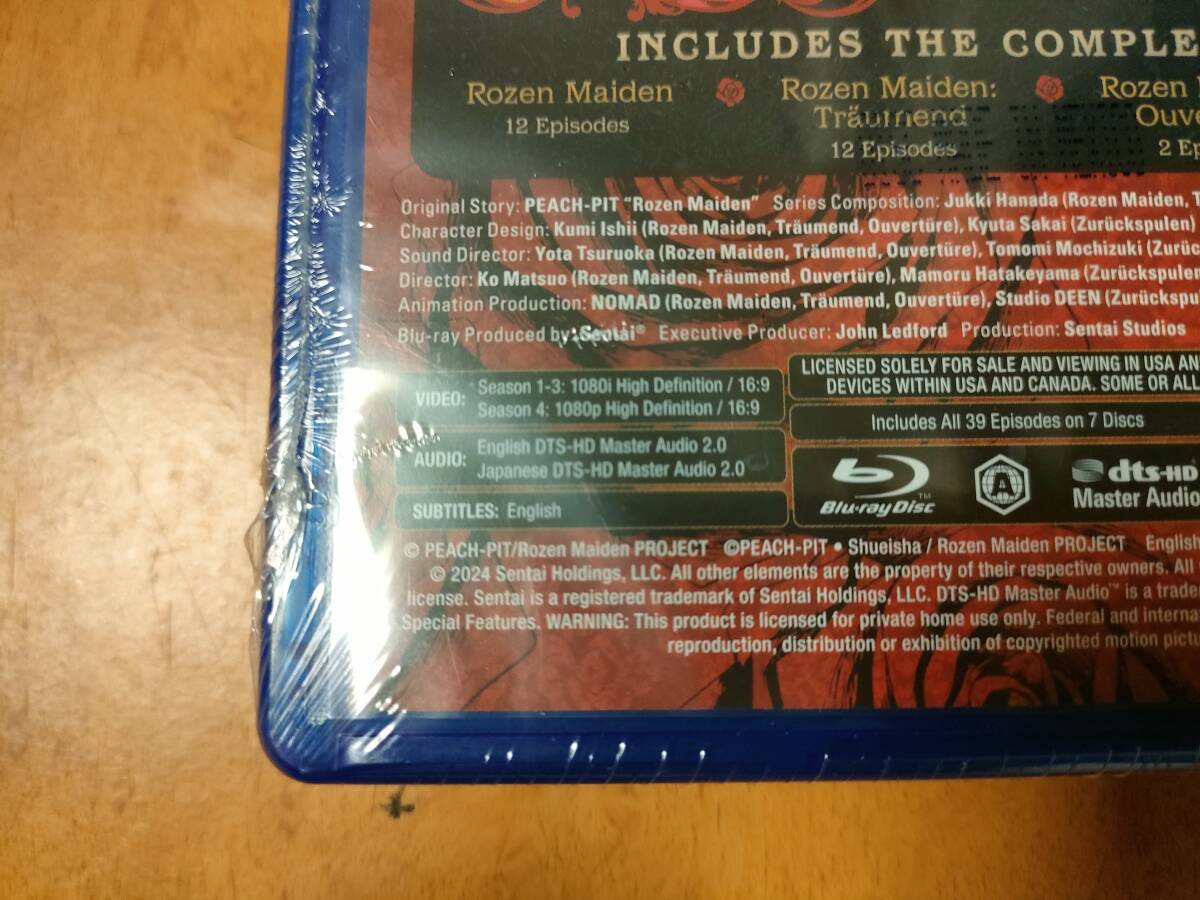 INCLUDES THE COMPLE
Rozen Maiden
12 Episodes
Rozen Maiden:
Träumend
12 Episodes
Rozen
Ouve
2 Ep
Original Story: PEACH-PIT "Rozen Maiden" Series Composition: Jukki Hanada (Rozen Maiden, T
Character Design: Kumi Ishii (Rozen Maiden, Träumend, Ouvertüre), Kyuta Sakai (Zurückspulen)
Sound Director: Yota Tsuruoka (Rozen Maiden, Träumend, Ouvertüre), Tomomi Mochizuki (Zurüc
Director: Ko Matsuo (Rozen Maiden, Träumend, Ouvertüre), Mamoru Hatakeyama (Zurückspulen
Animation Production: NOMAD (Rozen Maiden, Träumend, Ouvertüre), Studio DEEN (Zurückspu
Blu-ray Produced by: Sentai® Executive Producer: John Ledford Production: Sentai Studios
VIDEO: Season 1-3: 1080i High Definition / 16:9
Season 4: 1080p High Definition / 16:9
AUDIO: English DTS-HD Master Audio 2.0
Japanese DTS-HD Master Audio 2.0
SUBTITLES: English
LICENSED SOLELY FOR SALE AND VIEWING IN USA AN
DEVICES WITHIN USA AND CANADA. SOME OR ALL
Includes All 39 Episodes on 7 Discs
Blu-ray Disc™
A
dts-HD
Master Audio
© PEACH-PIT/Rozen Maiden PROJECT ©PEACH-PIT • Shueisha / Rozen Maiden PROJECT English
© 2024 Sentai Holdings, LLC. All other elements are the property of their respective owners. All
license. Sentai is a registered trademark of Sentai Holdings, LLC. DTS-HD Master Audio™ is a trade
Special Features. WARNING: This product is licensed for private home use only. Federal and interna
reproduction, distribution or exhibition of copyrighted motion pictu